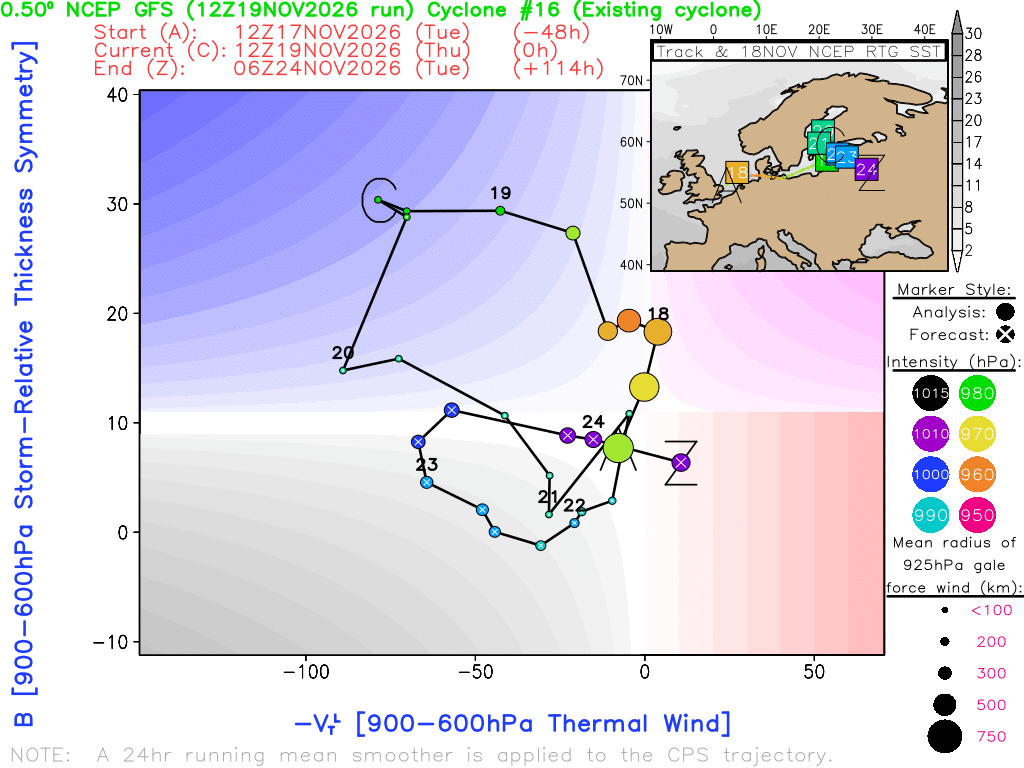 0.50° NCEP GFS (12Z19NOV2026 run) Cyclone #16 (Existing cyclone)
Start (A): 12Z17NOV2026 (Tue) (−48h)
Current (C): 12Z19NOV2026 (Thu) (0h)
End (Z): 06Z24NOV2026 (Tue) (+114h)
10W 0 10E 20E 30E 40E
Track & 18NOV NCEP RTG SST
70N
60N
50N
40N
18
21
23
24
A
Z
30
28
26
23
20
17
14
11
8
5
2
B [900−600hPa Storm−Relative Thickness Symmetry]
40
30
20
10
0
−10
C
19
18
20
24
A
Z
23
21
22
−100 −50 0 50
−VTL [900−600hPa Thermal Wind]
Marker Style:
Analysis:
Forecast:
Intensity (hPa):
1015 980
1010 970
1000 960
990 950
Mean radius of
925hPa gale
force wind (km):
<100
200
300
500
750
NOTE: A 24hr running mean smoother is applied to the CPS trajectory.